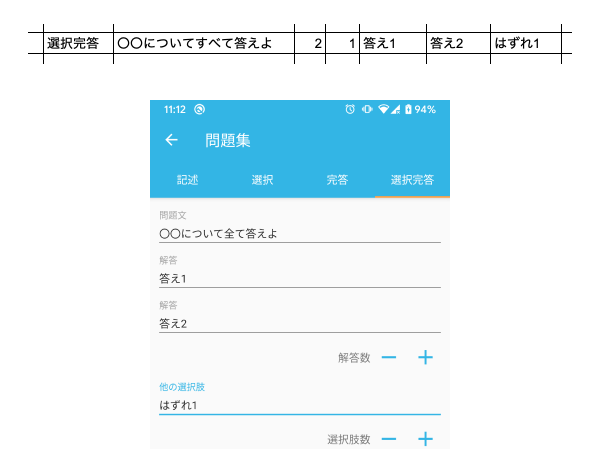 選択完答 〇〇についてすべて答えよ 2 1 答え1 答え2 はずれ1
11:12 94%
問題集
記述 選択 完答 選択完答
問題文
〇〇について全て答えよ
解答
答え1
解答
答え2
解答数
他の選択肢
はずれ1
選択肢数